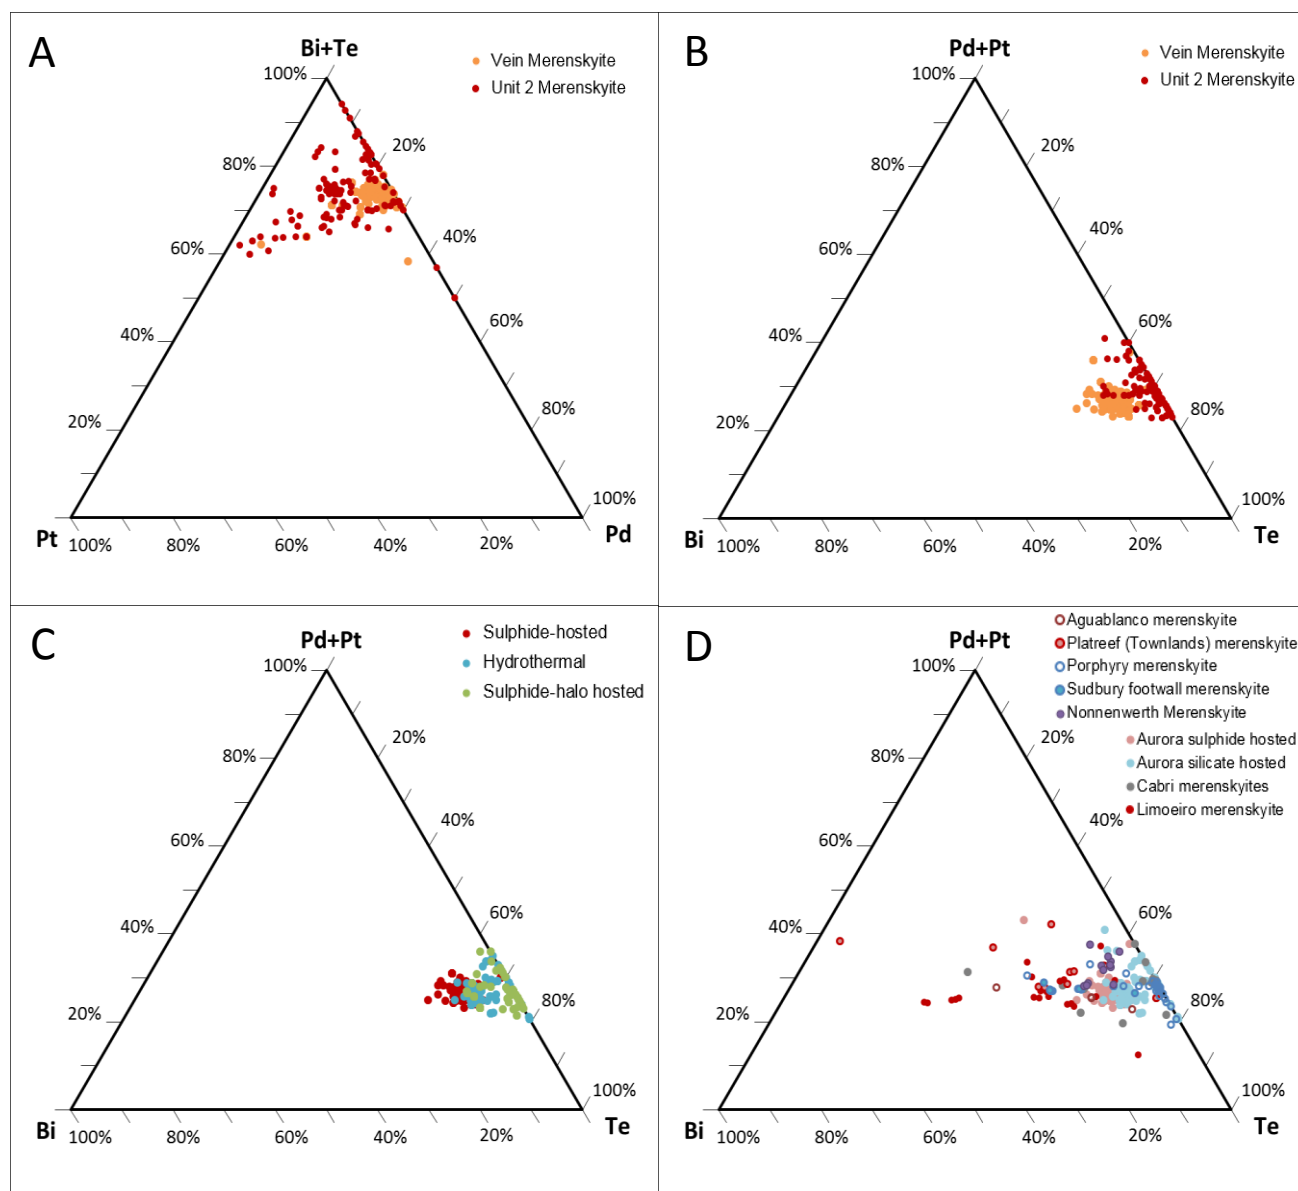 A
Bi+Te
Vein Merenskyite
Unit 2 Merenskyite
100%
20%
80%
40%
60%
60%
40%
80%
20%
100%
Pt
Pd
100%
80%
60%
40%
20%
B
Pd+Pt
Vein Merenskyite
Unit 2 Merenskyite
100%
20%
80%
40%
60%
60%
40%
80%
20%
100%
Bi
Te
100%
80%
60%
40%
20%
C
Pd+Pt
Sulphide-hosted
Hydrothermal
Sulphide-halo hosted
100%
20%
80%
40%
60%
60%
40%
80%
20%
100%
Bi
Te
100%
80%
60%
40%
20%
D
Pd+Pt
Aguablanco merenskyite
Platreef (Townlands) merenskyite
Porphyry merenskyite
Sudbury footwall merenskyite
Nonnenwerth Merenskyite
Aurora sulphide hosted
Aurora silicate hosted
Cabri merenskyites
Limoeiro merenskyite
100%
20%
80%
40%
60%
60%
40%
80%
20%
100%
Bi
Te
100%
80%
60%
40%
20%